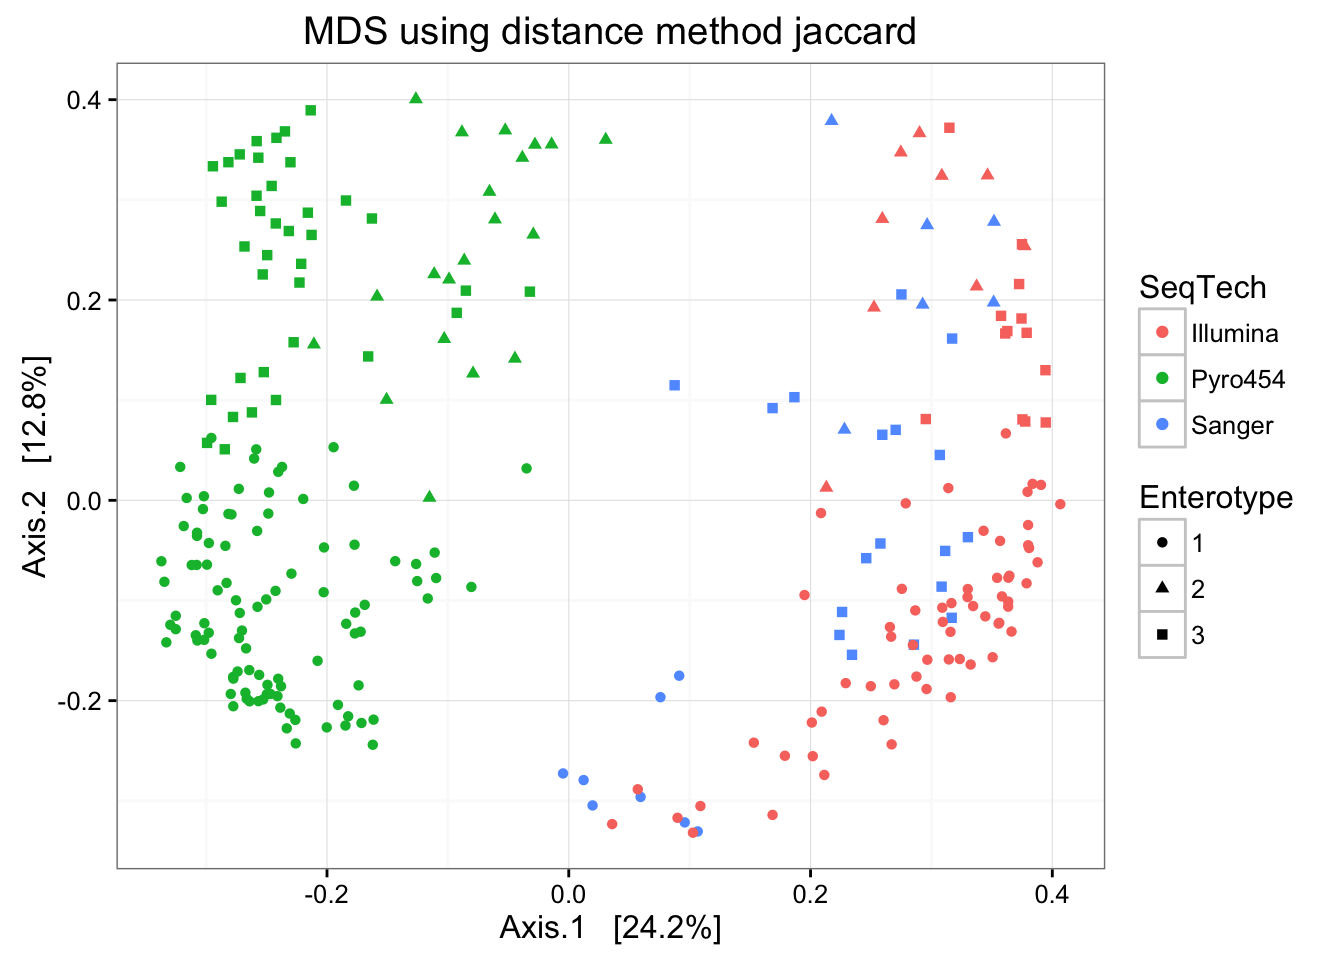 MDS using distance method jaccard
0.4
0.2
0.0
-0.2
Axis.2 [12.8%]
-0.2 0.0 0.2 0.4
Axis.1 [24.2%]
SeqTech
Illumina
Pyro454
Sanger
Enterotype
1
2
3